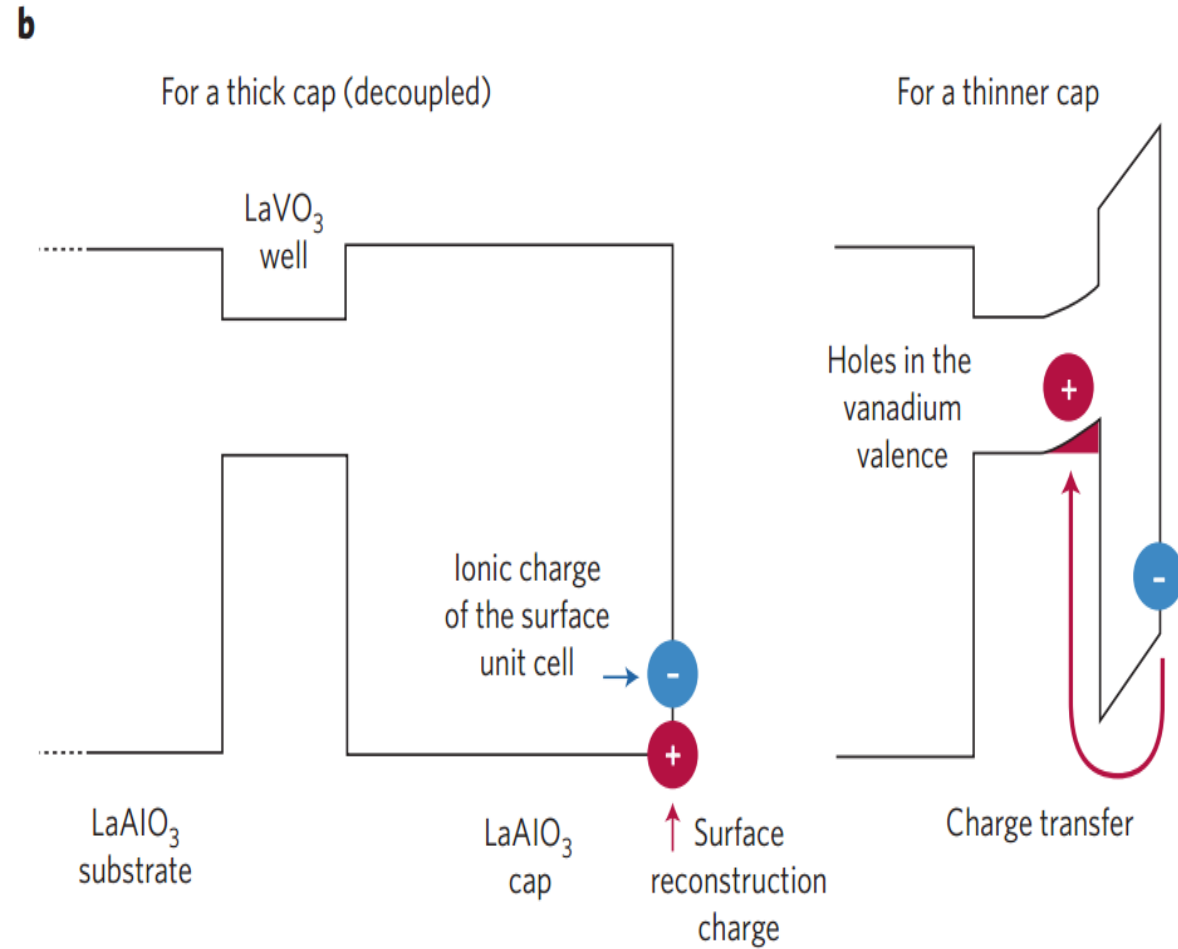 b
For a thick cap (decoupled)
For a thinner cap
LaVO₃
well
Holes in the
vanadium
valence
+
Ionic charge
of the surface
unit cell
-
+
-
LaAlO₃
substrate
LaAlO₃
cap
Surface
reconstruction
charge
Charge transfer